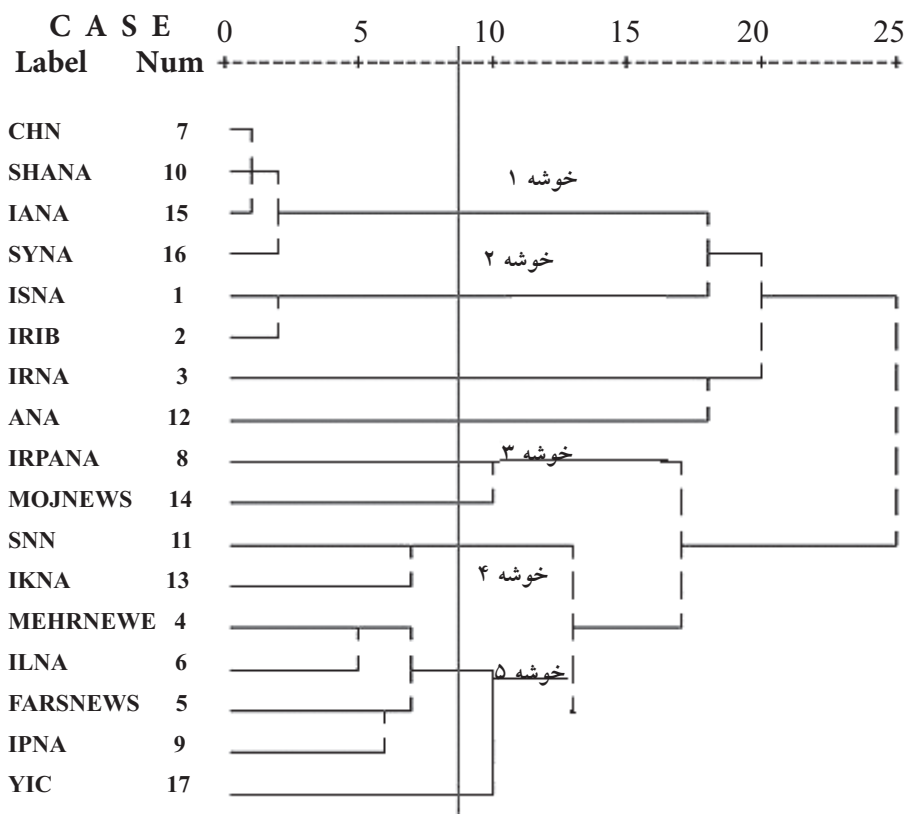 C A S E 0 5 10 15 20 25
Label Num
CHN 7
SHANA 10
خوشه ۱
IANA 15
SYNA 16
خوشه ۲
ISNA 1
IRIB 2
IRNA 3
ANA 12
خوشه ۳
IRPANA 8
MOJNEWS 14
SNN 11
خوشه ۴
IKNA 13
MEHRNEWE 4
ILNA 6
خوشه ۵
FARSNEWS 5
IPNA 9
YIC 17